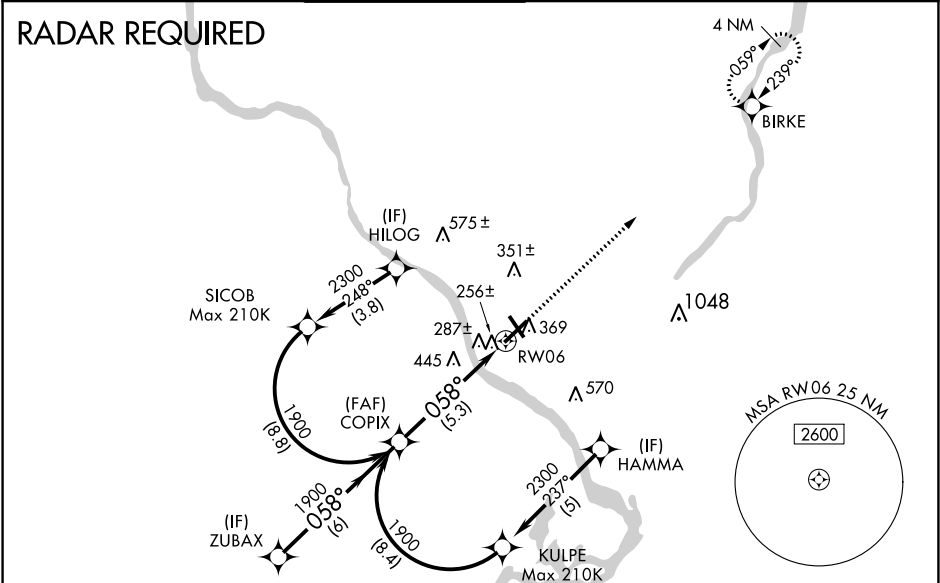 RADAR REQUIRED
4 NM
059°
239°
BIRKE
(IF)
HILOG
575±
351±
2300
248°
(3.8)
SICOB
Max 210K
256±
1048
287±
369
445
RW06
570
058°
(5.3)
(FAF)
COPIX
1900
(8.8)
MSA RW06 25 NM
2600
(IF)
HAMMA
2300
237°
(5)
1900
058°
(6)
(IF)
ZUBAX
1900
(8.4)
KULPE
Max 210K